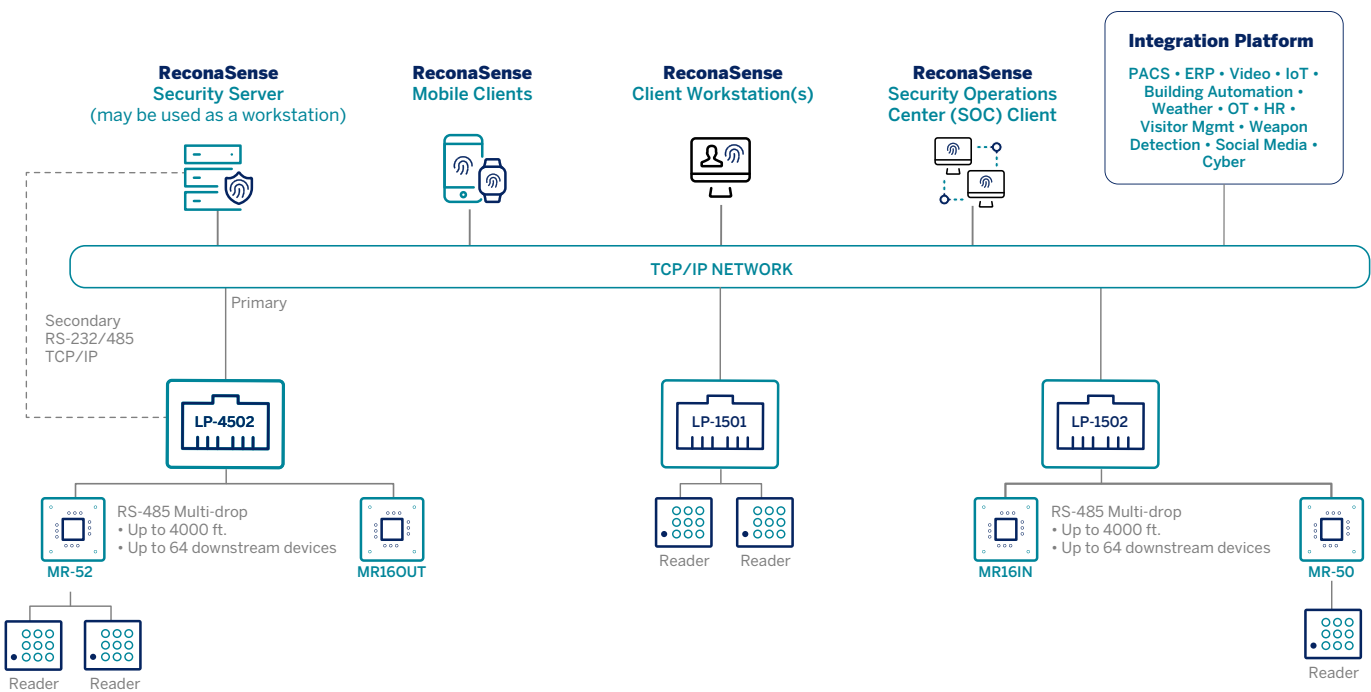 ReconaSense
Security Server
(may be used as a workstation)
ReconaSense
Mobile Clients
ReconaSense
Client Workstation(s)
ReconaSense
Security Operations
Center (SOC) Client
Integration Platform
PACS • ERP • Video • IoT •
Building Automation •
Weather • OT • HR •
Visitor Mgmt • Weapon
Detection • Social Media •
Cyber
TCP/IP NETWORK
Primary
Secondary
RS-232/485
TCP/IP
LP-4502
LP-1501
LP-1502
RS-485 Multi-drop
• Up to 4000 ft.
• Up to 64 downstream devices
MR-52
MR16OUT
Reader
Reader
RS-485 Multi-drop
• Up to 4000 ft.
• Up to 64 downstream devices
MR16IN
MR-50
Reader
Reader
Reader